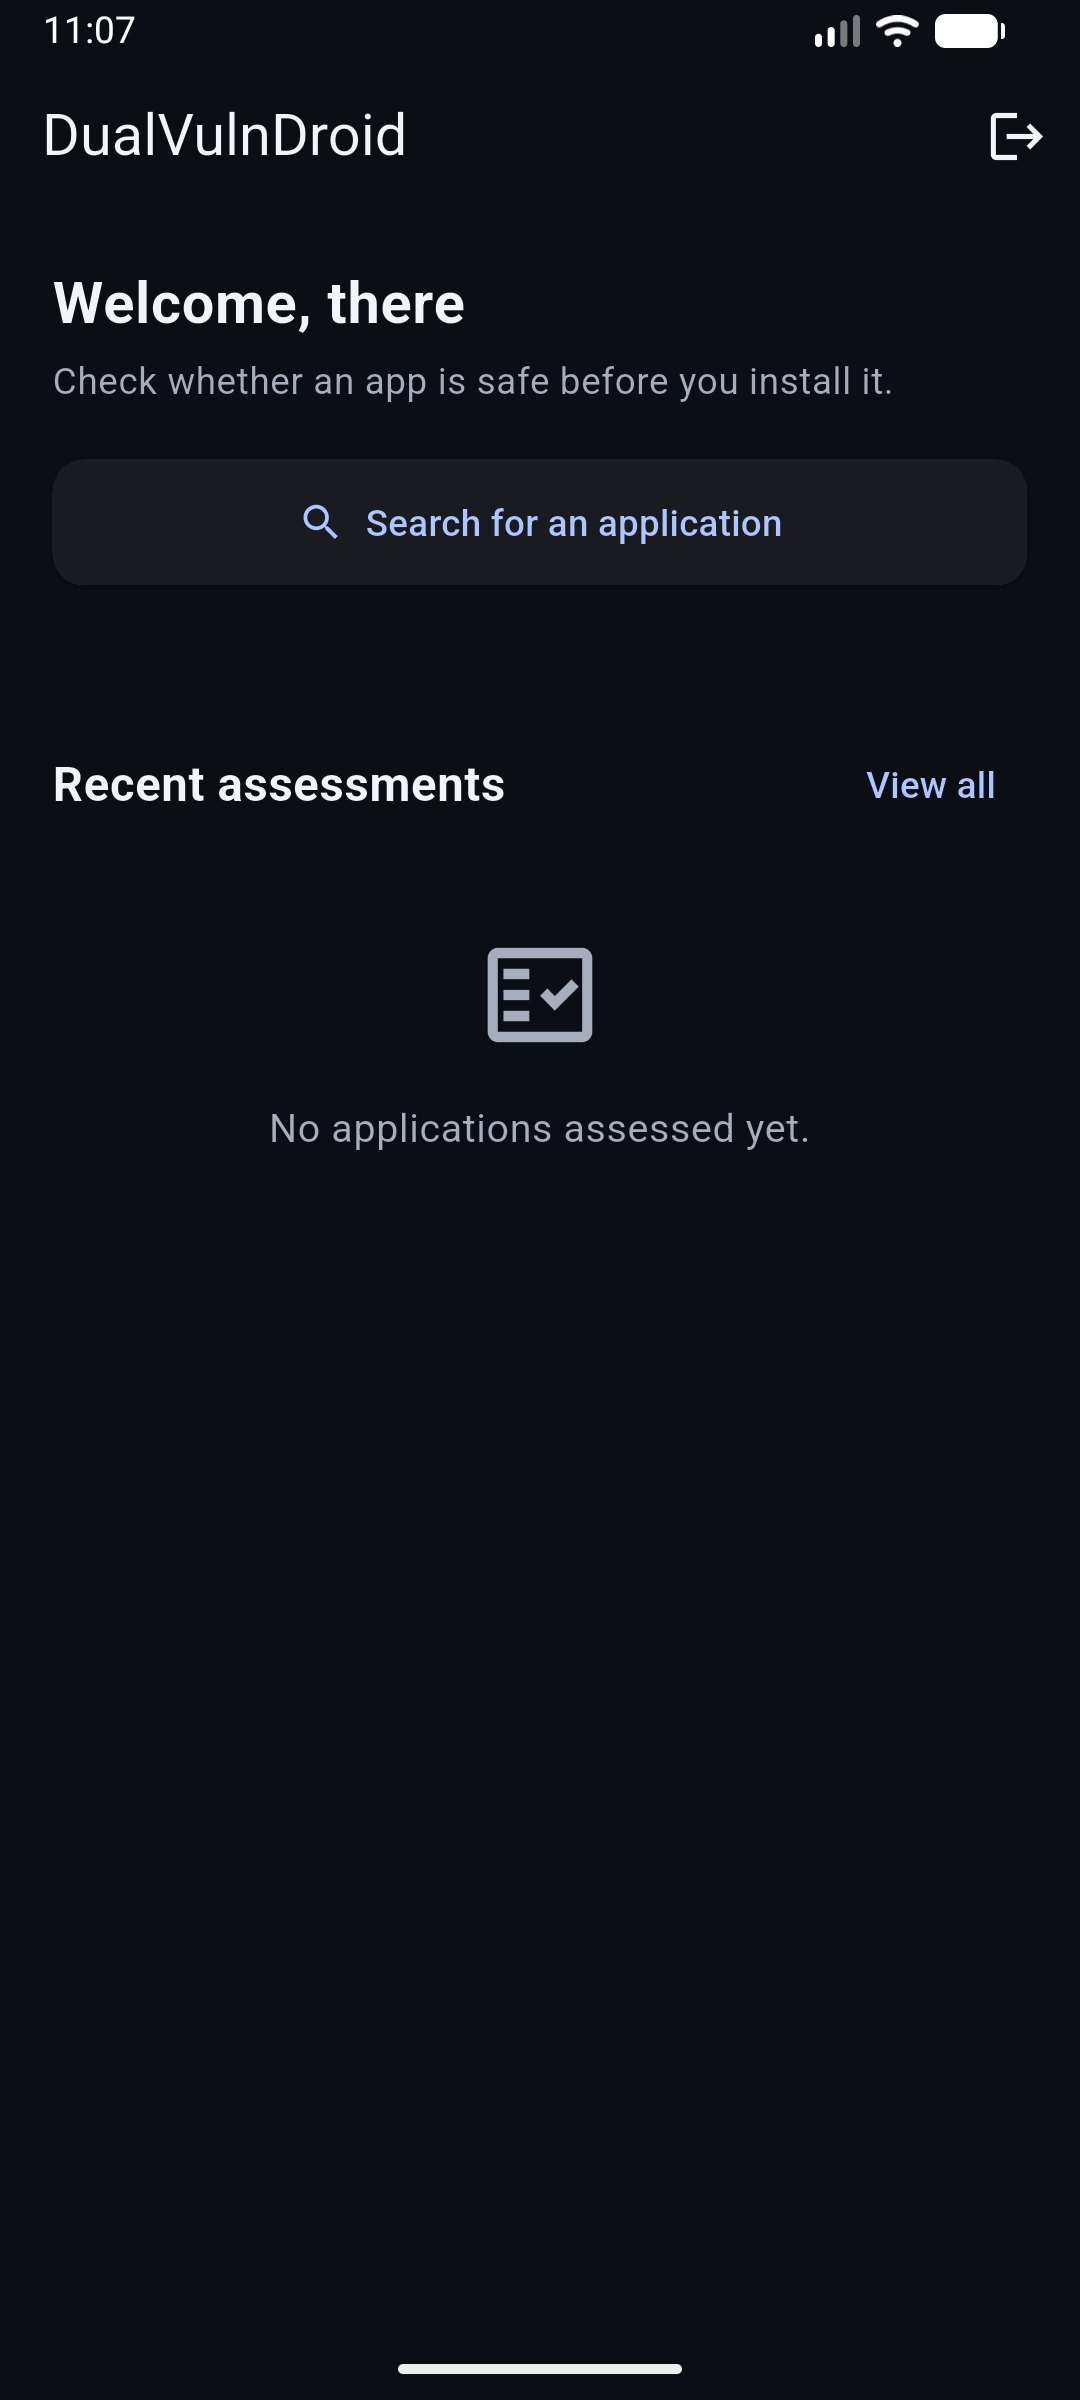 11:07
DualVulnDroid
Welcome, there
Check whether an app is safe before you install it.
Search for an application
Recent assessments
View all
No applications assessed yet.